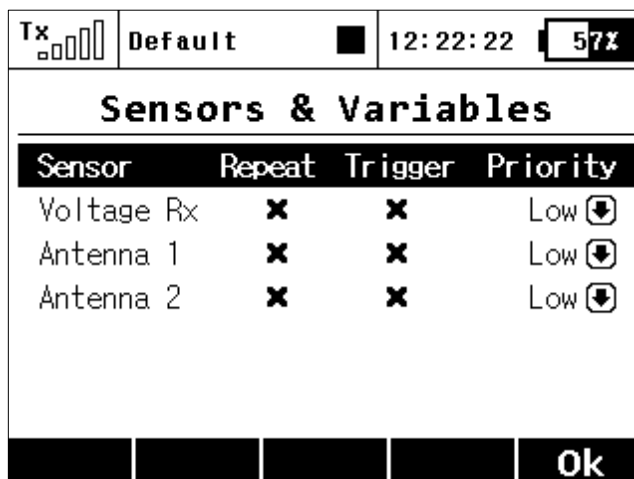 Tx Default 12:22:22 57%
Sensors & Variables
Sensor Repeat Trigger Priority
Voltage Rx Low
Antenna 1 Low
Antenna 2 Low
Ok